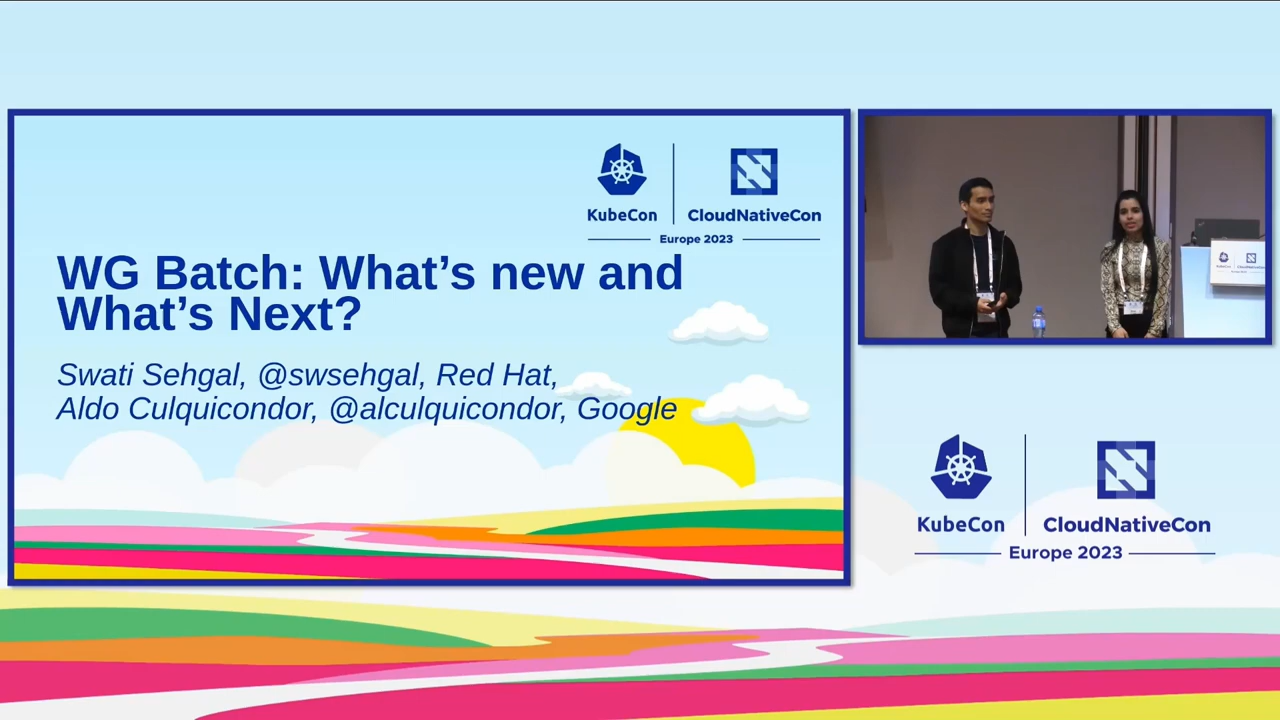 KubeCon
CloudNativeCon
Europe 2023
WG Batch: What's new and
What's Next?
Swati Sehgal, @swsehgal, Red Hat,
Aldo Culquicondor, @alculquicondor, Google
KubeCon
CloudNativeCon
Europe 2023